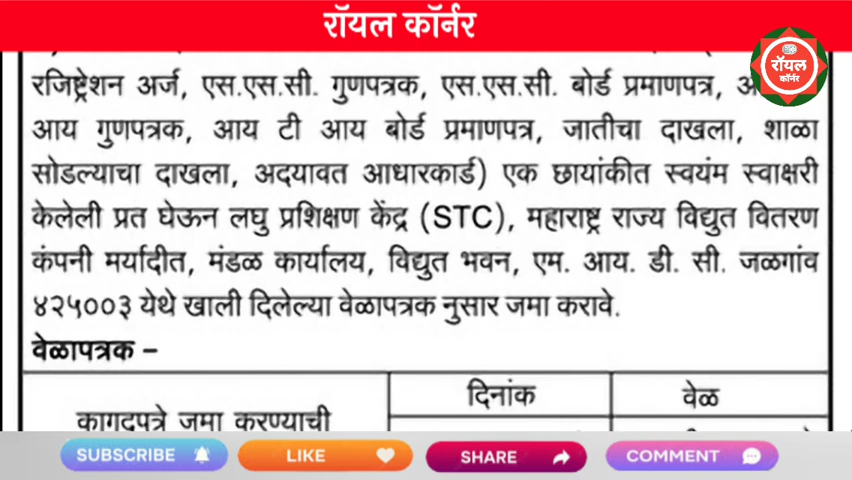 रॉयल कॉर्नर
रॉयल
कॉर्नर
रजिष्ट्रेशन अर्ज, एस.एस.सी. गुणपत्रक, एस.एस.सी. बोर्ड प्रमाणपत्र,
आय गुणपत्रक, आय टी आय बोर्ड प्रमाणपत्र, जातीचा दाखला, शाळा
सोडल्याचा दाखला, अदयावत आधारकार्ड) एक छायांकीत स्वयंम स्वाक्षरी
केलेली प्रत घेऊन लघु प्रशिक्षण केंद्र (STC), महाराष्ट्र राज्य विद्युत वितरण
कंपनी मर्यादीत, मंडळ कार्यालय, विद्युत भवन, एम. आय. डी. सी. जळगांव
४२५००३ येथे खाली दिलेल्या वेळापत्रक नुसार जमा करावे.
वेळापत्रक –
दिनांक वेळ
कागदपत्रे जमा करण्याची
SUBSCRIBE LIKE SHARE COMMENT